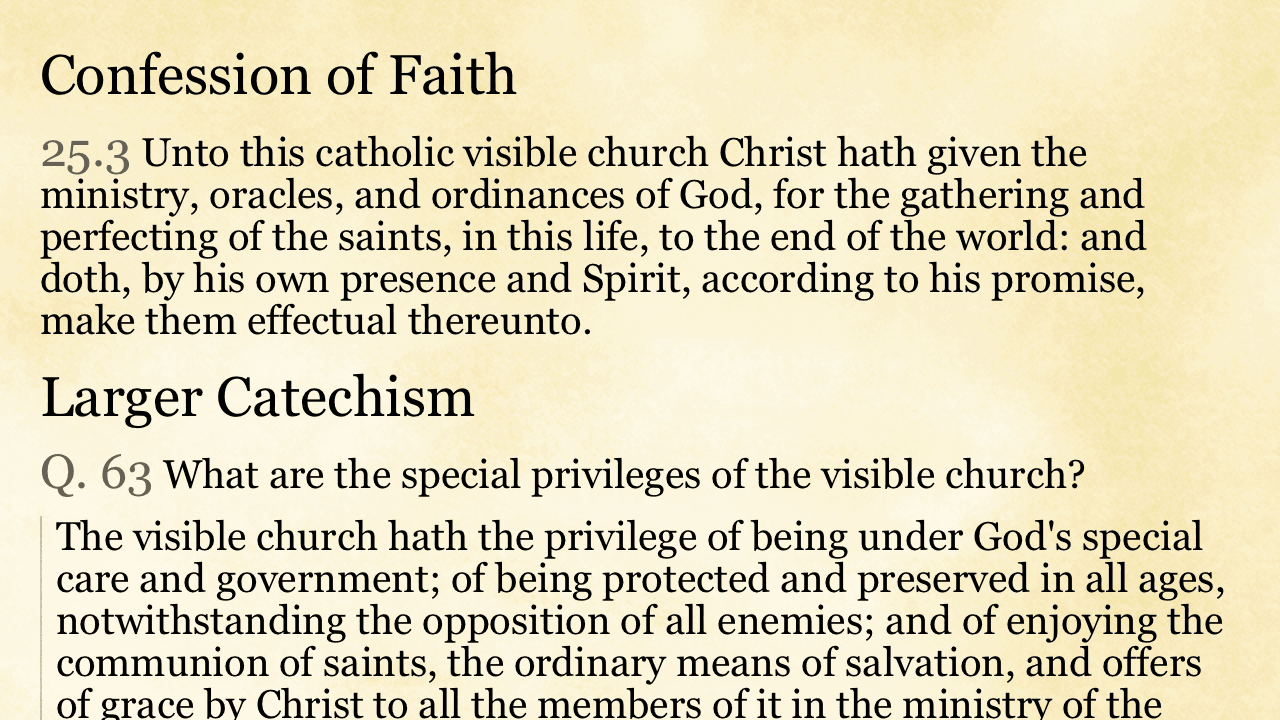 Confession of Faith
25.3 Unto this catholic visible church Christ hath given the
ministry, oracles, and ordinances of God, for the gathering and
perfecting of the saints, in this life, to the end of the world: and
doth, by his own presence and Spirit, according to his promise,
make them effectual thereunto.
Larger Catechism
Q. 63 What are the special privileges of the visible church?
The visible church hath the privilege of being under God's special
care and government; of being protected and preserved in all ages,
notwithstanding the opposition of all enemies; and of enjoying the
communion of saints, the ordinary means of salvation, and offers
of grace by Christ to all the members of it in the ministry of the